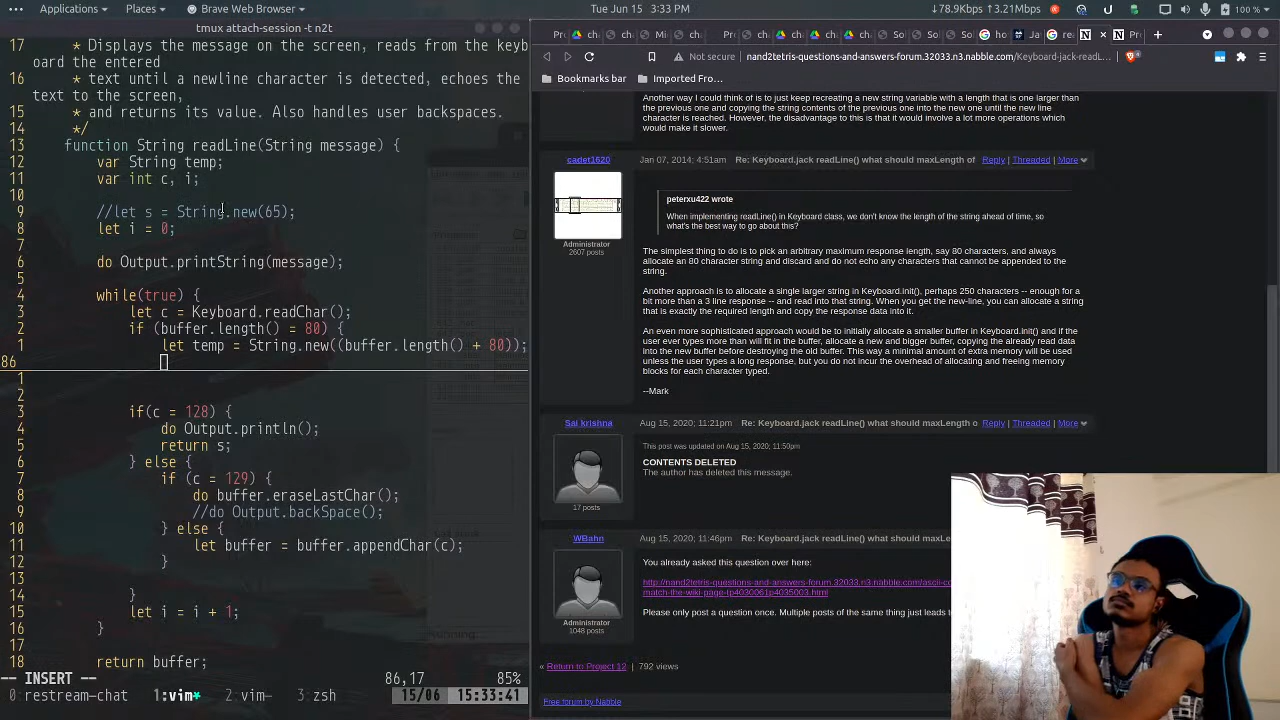 Applications
Places
Brave Web Browser
Tue Jun 15 3:33 PM
↓78.9Kbps ↑3.21Mbps
100 %
tmux attach-session -t n2t
17 * Displays the message on the screen, reads from the keyb
oard the entered
16 * text until a newline character is detected, echoes the
text to the screen,
15 * and returns its value. Also handles user backspaces.
14 */
13 function String readLine(String message) {
12 var String temp;
11 var int c, i;
10
9 //let s = String.new(65);
8 let i = 0;
7
6 do Output.printString(message);
5
4 while(true) {
3 let c = Keyboard.readChar();
2 if (buffer.length() = 80) {
1 let temp = String.new((buffer.length() + 80));
86
1
2
3 if(c = 128) {
4 do Output.println();
5 return s;
6 } else {
7 if (c = 129) {
8 do buffer.eraseLastChar();
9 //do Output.backSpace();
10 } else {
11 let buffer = buffer.appendChar(c);
12 }
13
14 }
15 let i = i + 1;
16 }
17
18 return buffer;
-- INSERT -- 86,17 85%
0 restream-chat 1:vim* 2 vim- 3 zsh 15/06 15:33:41
nand2tetris-questions-and-answers-forum.32033.n3.nabble.com/Keyboard-jack-readL...
Bookmarks bar
Imported Fro...
Another way I could think of is to just keep recreating a new string variable with a length that is one larger than
the previous one and copying the string contents of the previous one into the new one until the new line
character is reached. However, the disadvantage to this is that it would involve a lot more operations which
would make it slower.
cadet1620
Jan 07, 2014; 4:51am Re: Keyboard.jack readLine() what should maxLength of
Reply | Threaded | More
Administrator
2607 posts
peterxu422 wrote
When implementing readLine() in Keyboard class, we don't know the length of the string ahead of time, so
what's the best way to go about this?
The simplest thing to do is to pick an arbitrary maximum response length, say 80 characters, and always
allocate an 80 character string and discard and do not echo any characters that cannot be appended to the
string.
Another approach is to allocate a single larger string in Keyboard.init(), perhaps 250 characters -- enough for a
bit more than a 3 line response -- and read into that string. When you get the new-line, you can allocate a string
that is exactly the required length and copy the response data into it.
An even more sophisticated approach would be to initially allocate a smaller buffer in Keyboard.init() and if the
user ever types more than will fit in the buffer, allocate a new and bigger buffer, copying the already read data
into the new buffer before destroying the old buffer. This way a minimal amount of extra memory will be used
unless the user types a long response, but you do not incur the overhead of allocating and freeing memory
blocks for each character typed.
--Mark
Sai krishna
Aug 15, 2020; 11:21pm Re: Keyboard.jack readLine() what should maxLength o
Reply | Threaded | More
17 posts
This post was updated on Aug 15, 2020; 11:50pm
CONTENTS DELETED
The author has deleted this message.
WBahn
Aug 15, 2020; 11:46pm Re: Keyboard.jack readLine() what should maxLe
Administrator
1048 posts
You already asked this question over here:
http://nand2tetris-questions-and-answers-forum.32033.n3.nabble.com/ascii-co
match-the-wiki-page-tp4030061p4035003.html
Please only post a question once. Multiple posts of the same thing just leads t
« Return to Project 12 | 792 views
Free forum by Nabble